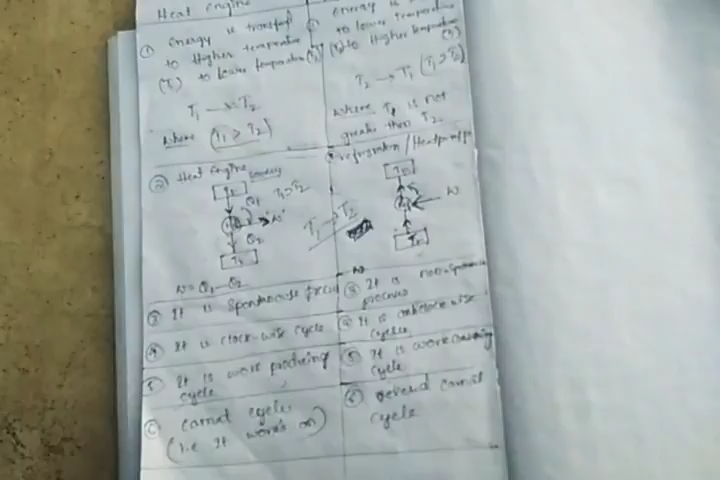 Heat engine
① Energy is transfer
to Higher temperature
(T₁) to lower temperature (T₂)
T₁ → T₂
where (T₁ > T₂)
② Heat Engine
T₁ > T₂
Q₁
W
Q₂
W = Q₁ - Q₂
③ It is spontaneous process
④ It is clock-wise cycle
⑤ It is work producing
cycle
⑥ carnot cycle
(i.e It works on)
energy is
to lower temperature
to Higher temperature
T₂ → T₁ (T₁ > T₂)
where T₁ is not
greater then T₂
② refrigirator / Heat pump
W
T₁ → T₂
③ It is non-spontaneous
process
④ It is anticlock wise
cycle
⑤ It is work
cycle
⑥ reversed carnot
cycle